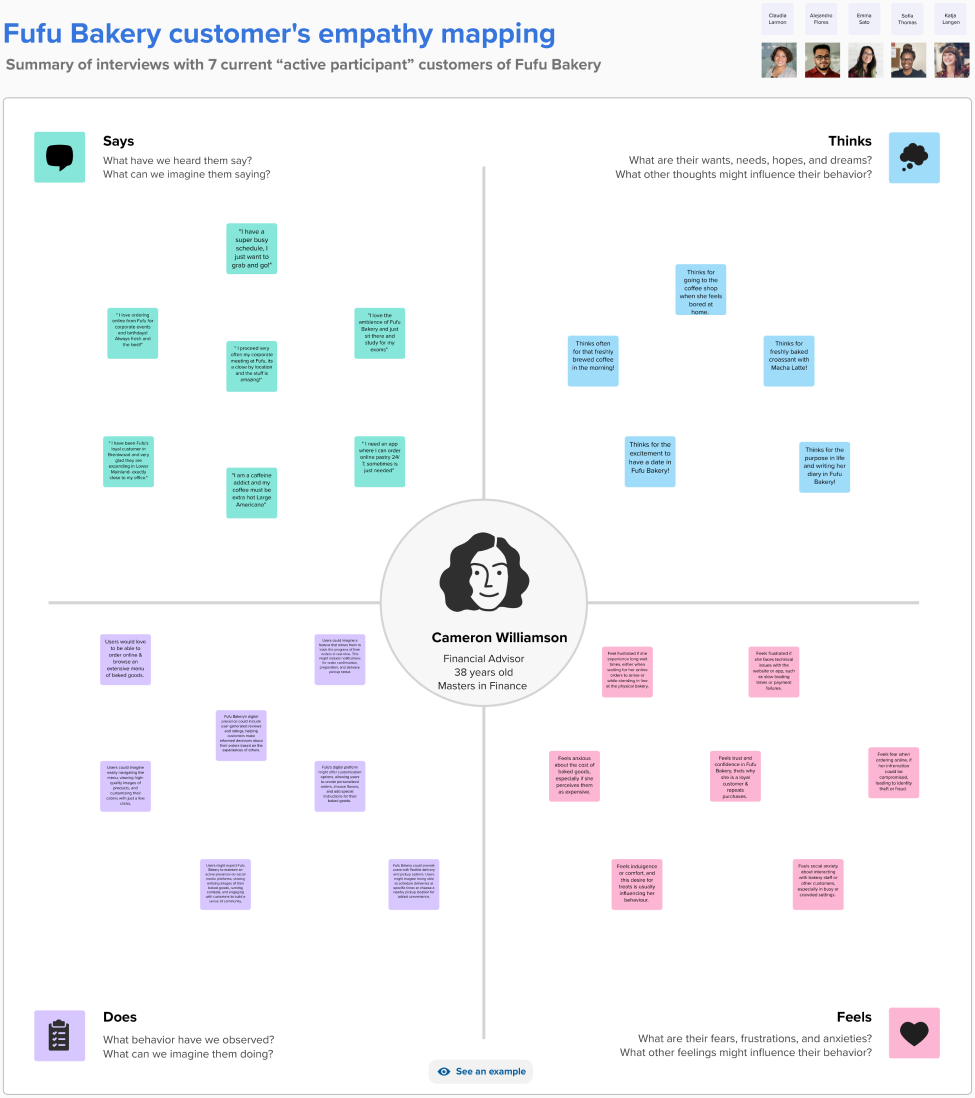 Fufu Bakery customer's empathy mapping
Summary of interviews with 7 current “active participant” customers of Fufu Bakery
Claudia
Larmon
Alejandro
Flores
Emma
Sato
Sofia
Thomas
Katja
Langen
Says
What have we heard them say?
What can we imagine them saying?
"I have a
super busy
schedule, I
just want to
grab and go!"
" I love ordering
online from Fufu for
corporate events
and birthdays!
Always fresh and
the best!"
"I proceed very
often my corporate
meeting at Fufu, its
a close by location
and the stuff is
amazing!"
"I love the
ambience of Fufu
Bakery and just
sit there and
study for my
exams"
" I have been Fufu's
loyal customer in
Brentwood and very
glad they are
expanding in Lower
Mainland- exactly
close to my office."
"I am a caffeine
addict and my
coffee must be
extra hot Large
Americano"
" I need an app
where i can order
online pastry 24/
7, sometimes is
just needed"
Thinks
What are their wants, needs, hopes, and dreams?
What other thoughts might influence their behavior?
Thinks for
going to the
coffee shop
when she feels
bored at
home.
Thinks often
for that freshly
brewed coffee
in the morning!
Thinks for
freshly baked
croassant with
Macha Latte!
Thinks for the
excitement to
have a date in
Fufu Bakery!
Thinks for the
purpose in life
and writing her
diary in Fufu
Bakery!
Cameron Williamson
Financial Advisor
38 years old
Masters in Finance
Users would love
to be able to
order online &
browse an
extensive menu
of baked goods.
Users could imagine a
feature that allows them to
track the progress of their
orders in real-time. This
might include notifications
for order confirmation,
preparation, and delivery
pickup status
Fufu Bakery's digital
presence could include
user-generated reviews
and ratings, helping
customers make
informed decisions about
their orders based on the
experiences of others.
Users could imagine
easily navigating the
menu, viewing high-
quality images of
products, and
customizing their
orders with just a few
clicks.
Fufu's digital platform
might offer customization
options, allowing users
to create personalized
orders, choose flavors,
and add special
instructions for their
baked goods.
Users might expect Fufu
Bakery to maintain an
active presence on social
media platforms, sharing
enticing images of their
baked goods, running
contests, and engaging
with customers to build a
sense of community.
Fufu Bakery could provide
users with flexible delivery
and pickup options. Users
might imagine being able
to schedule deliveries at
specific times or choose a
nearby pickup location for
added convenience.
Does
What behavior have we observed?
What can we imagine them doing?
Feel frustrated if she
experience long wait
times, either when
waiting for her online
orders to arrive or
while standing in line
at the physical bakery.
Feels frustrated if
she faces technical
issues with the
website or app, such
as slow loading
times or payment
failures.
Feels anxious
about the cost of
baked goods,
especially if she
perceives them
as expensive.
Feels trust and
confidence in Fufu
Bakery, thats why
she is a loyal
customer &
repeats
purchases.
Feels fear when
ordering online, if
her information
could be
compromised,
leading to identity
theft or fraud.
Feels indulgence
or comfort, and
this desire for
treats is usually
influencing her
behaviour.
Feels social anxiety
about interacting
with bakery staff or
other customers,
especially in busy or
crowded settings.
Feels
What are their fears, frustrations, and anxieties?
What other feelings might influence their behavior?
See an example